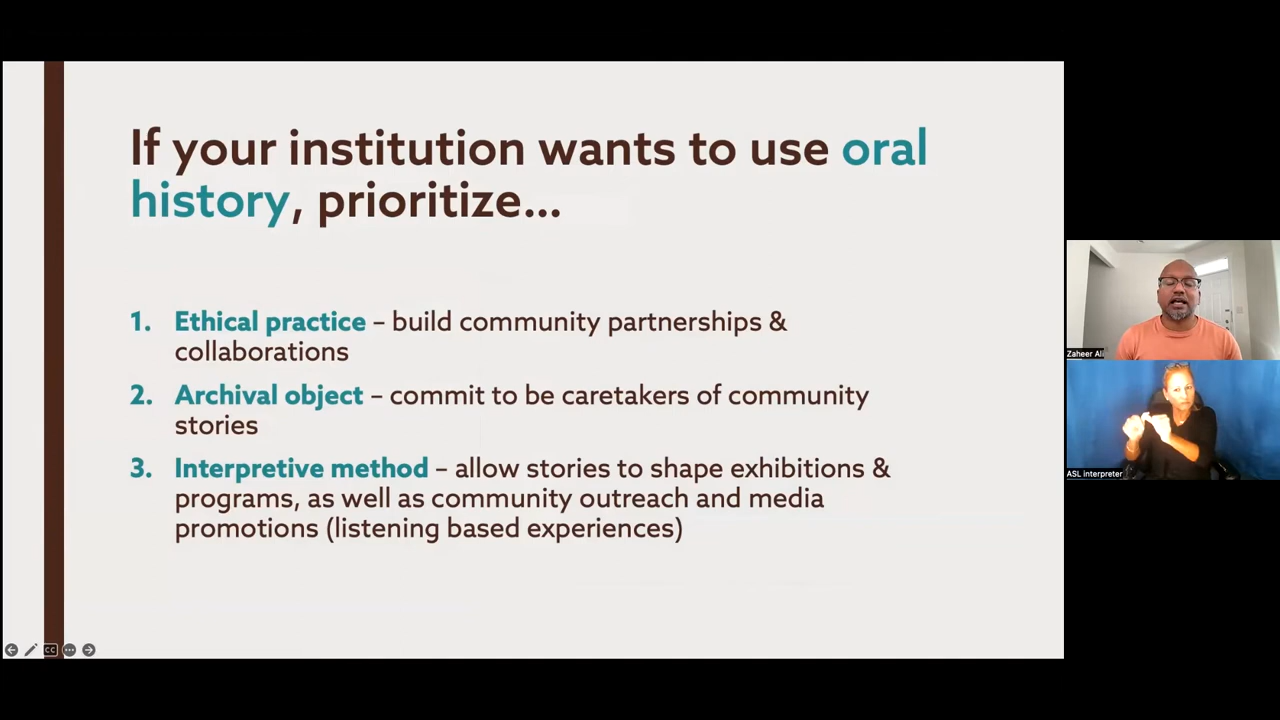 If your institution wants to use oral
history, prioritize...
1. Ethical practice – build community partnerships &
collaborations
2. Archival object – commit to be caretakers of community
stories
3. Interpretive method – allow stories to shape exhibitions &
programs, as well as community outreach and media
promotions (listening based experiences)
Zaheer Ali
ASL interpreter
CC